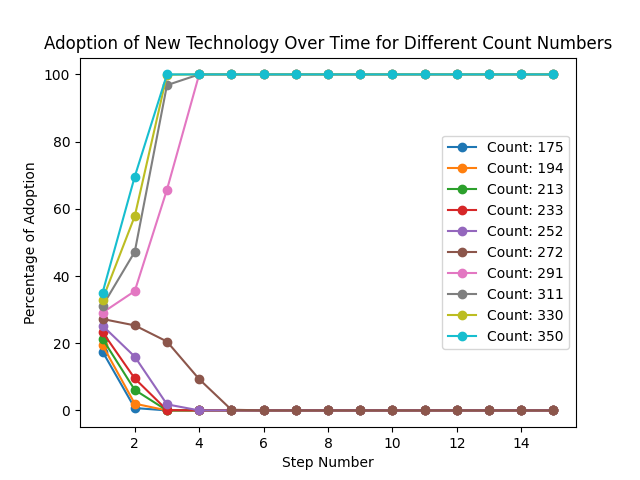 Adoption of New Technology Over Time for Different Count Numbers
100
80
60
40
20
0
Percentage of Adoption
2 4 6 8 10 12 14
Step Number
Count: 175
Count: 194
Count: 213
Count: 233
Count: 252
Count: 272
Count: 291
Count: 311
Count: 330
Count: 350